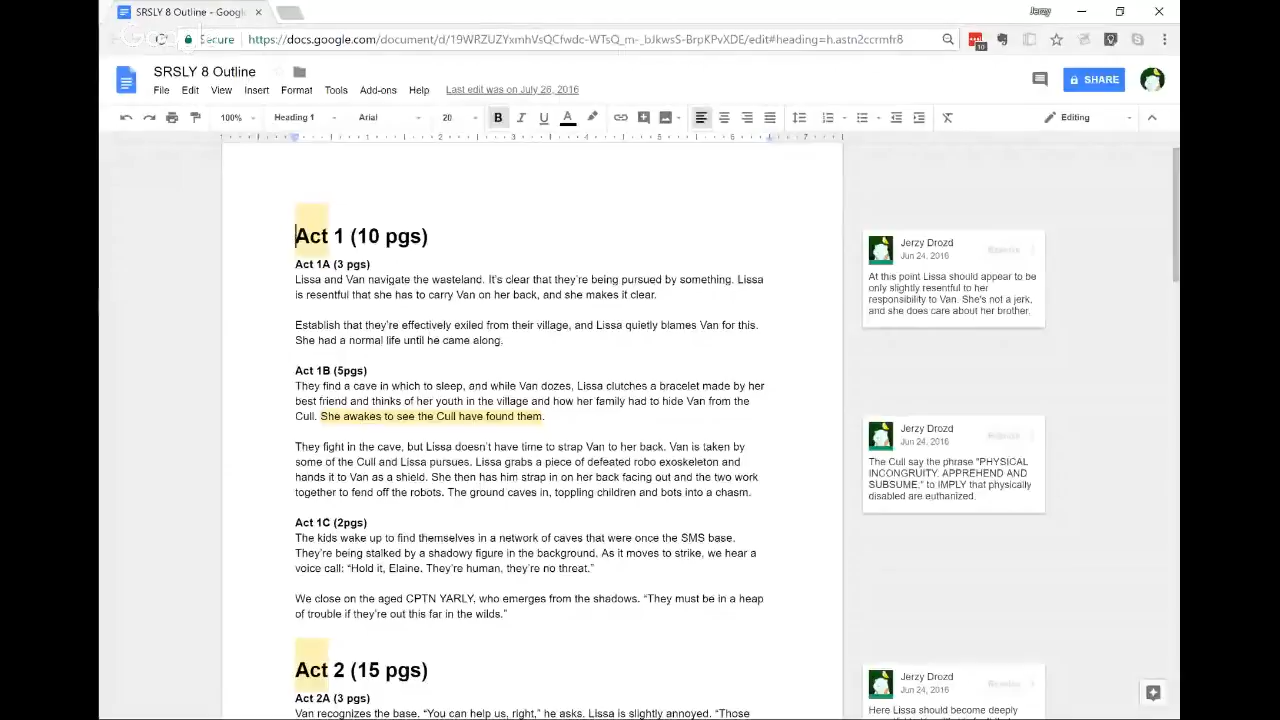 SRSLY 8 Outline - Googl
Jerzy
Secure
https://docs.google.com/document/d/19WRZUZYxmhVsQCfwdc-WTsQ_m-_bJkwsS-BrpKPvXDE/edit#heading=h.astn2ccrmfr8
10
SRSLY 8 Outline
File Edit View Insert Format Tools Add-ons Help Last edit was on July 26, 2016
SHARE
100% Heading 1 Arial 20 B I U A Editing
1 2 3 4 5 6 7
Act 1 (10 pgs)
Act 1A (3 pgs)
Lissa and Van navigate the wasteland. It's clear that they're being pursued by something. Lissa
is resentful that she has to carry Van on her back, and she makes it clear.
Establish that they're effectively exiled from their village, and Lissa quietly blames Van for this.
She had a normal life until he came along.
Act 1B (5pgs)
They find a cave in which to sleep, and while Van dozes, Lissa clutches a bracelet made by her
best friend and thinks of her youth in the village and how her family had to hide Van from the
Cull. She awakes to see the Cull have found them.
They fight in the cave, but Lissa doesn't have time to strap Van to her back. Van is taken by
some of the Cull and Lissa pursues. Lissa grabs a piece of defeated robo exoskeleton and
hands it to Van as a shield. She then has him strap in on her back facing out and the two work
together to fend off the robots. The ground caves in, toppling children and bots into a chasm.
Act 1C (2pgs)
The kids wake up to find themselves in a network of caves that were once the SMS base.
They're being stalked by a shadowy figure in the background. As it moves to strike, we hear a
voice call: “Hold it, Elaine. They're human, they're no threat.”
We close on the aged CPTN YARLY, who emerges from the shadows. “They must be in a heap
of trouble if they're out this far in the wilds.”
Act 2 (15 pgs)
Act 2A (3 pgs)
Van recognizes the base. “You can help us, right,” he asks. Lissa is slightly annoyed. “Those
Jerzy Drozd
Jun 24, 2016
Resolve
At this point Lissa should appear to be
only slightly resentful to her
responsibility to Van. She's not a jerk,
and she does care about her brother.
Jerzy Drozd
Jun 24, 2016
Resolve
The Cull say the phrase "PHYSICAL
INCONGRUITY. APPREHEND AND
SUBSUME," to IMPLY that physically
disabled are euthanized.
Jerzy Drozd
Jun 24, 2016
Resolve
Here Lissa should become deeply